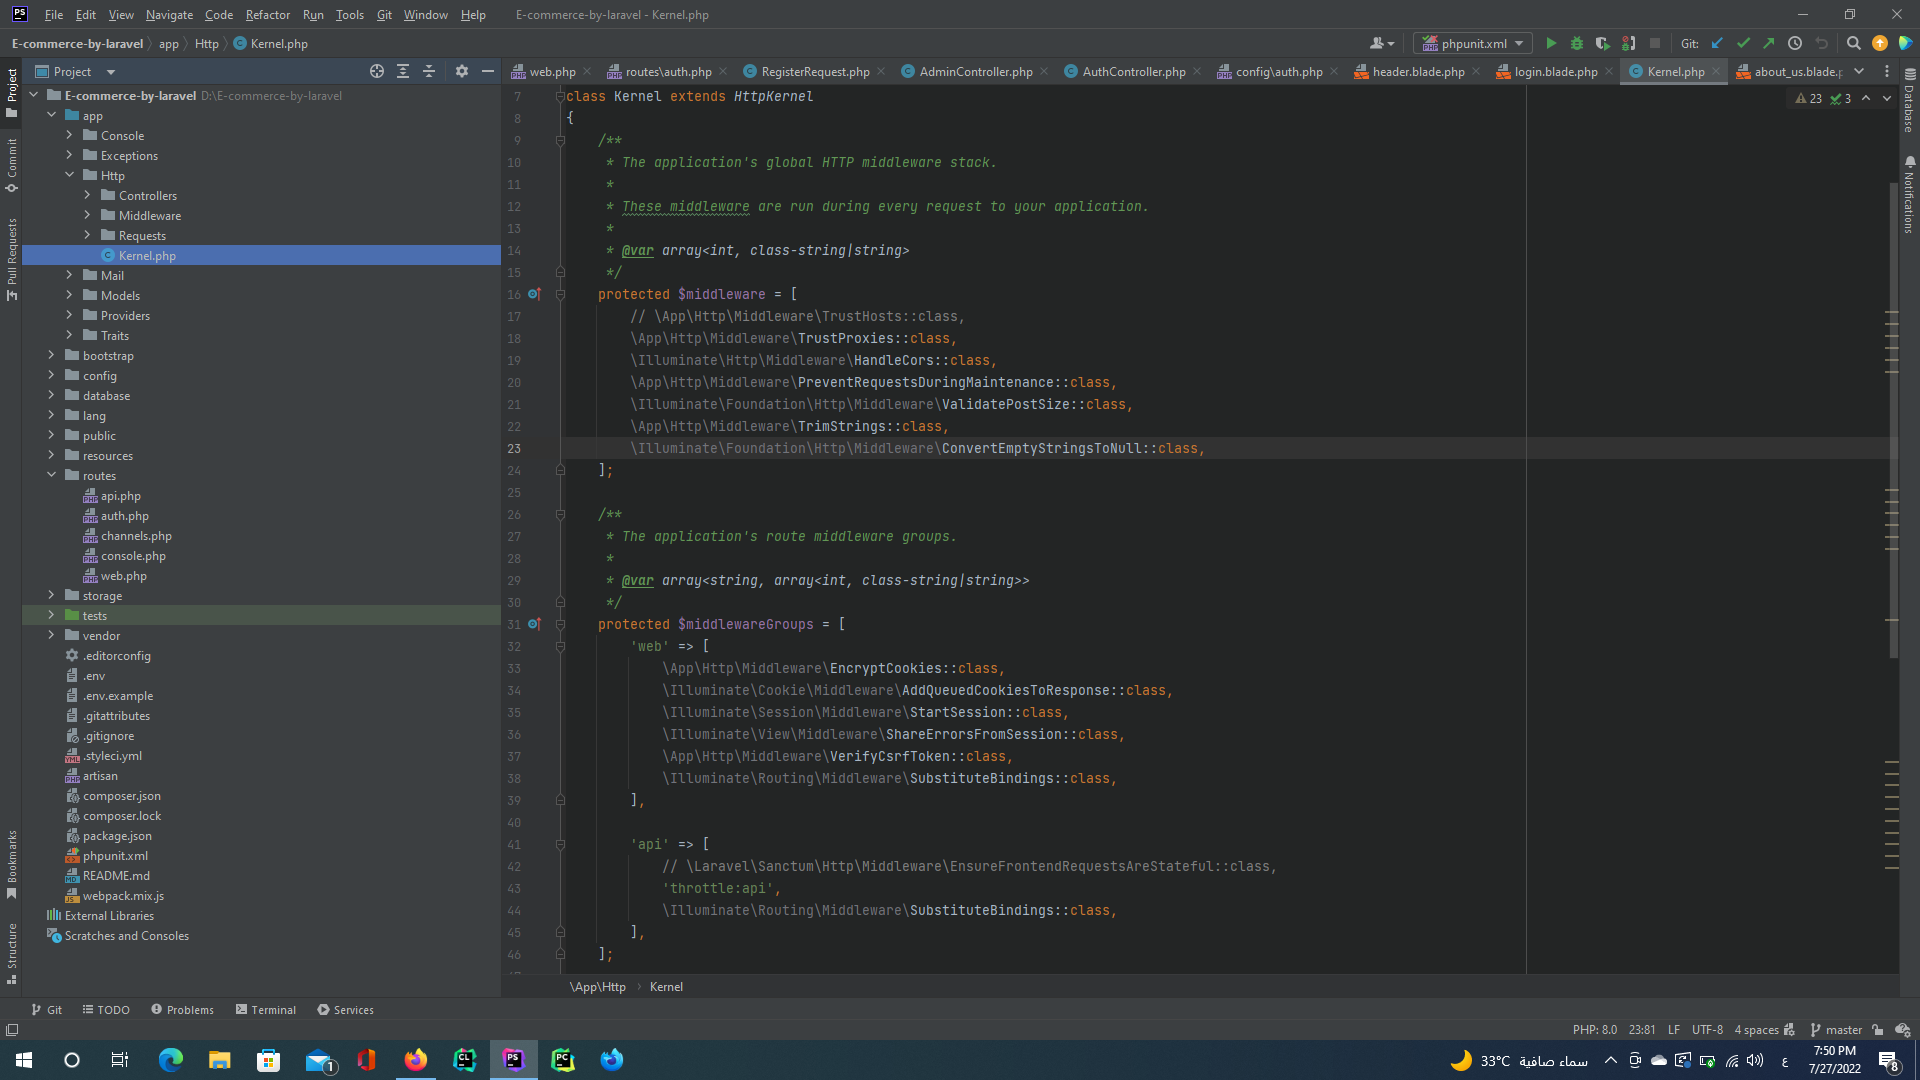 PS File Edit View Navigate Code Refactor Run Tools Git Window Help E-commerce-by-laravel - Kernel.php
E-commerce-by-laravel app Http Kernel.php phpunit.xml Git:
Project web.php routes\auth.php RegisterRequest.php AdminController.php AuthController.php config\auth.php header.blade.php login.blade.php Kernel.php about_us.blade.p
Project
Commit
Pull Requests
Bookmarks
Structure
E-commerce-by-laravel D:\E-commerce-by-laravel
app
Console
Exceptions
Http
Controllers
Middleware
Requests
Kernel.php
Mail
Models
Providers
Traits
bootstrap
config
database
lang
public
resources
routes
api.php
auth.php
channels.php
console.php
web.php
storage
tests
vendor
.editorconfig
.env
.env.example
.gitattributes
.gitignore
.styleci.yml
artisan
composer.json
composer.lock
package.json
phpunit.xml
README.md
webpack.mix.js
External Libraries
Scratches and Consoles
7 class Kernel extends HttpKernel
8 {
9 /**
10 * The application's global HTTP middleware stack.
11 *
12 * These middleware are run during every request to your application.
13 *
14 * @var array<int, class-string|string>
15 */
16 protected $middleware = [
17 // \App\Http\Middleware\TrustHosts::class,
18 \App\Http\Middleware\TrustProxies::class,
19 \Illuminate\Http\Middleware\HandleCors::class,
20 \App\Http\Middleware\PreventRequestsDuringMaintenance::class,
21 \Illuminate\Foundation\Http\Middleware\ValidatePostSize::class,
22 \App\Http\Middleware\TrimStrings::class,
23 \Illuminate\Foundation\Http\Middleware\ConvertEmptyStringsToNull::class,
24 ];
25
26 /**
27 * The application's route middleware groups.
28 *
29 * @var array<string, array<int, class-string|string>>
30 */
31 protected $middlewareGroups = [
32 'web' => [
33 \App\Http\Middleware\EncryptCookies::class,
34 \Illuminate\Cookie\Middleware\AddQueuedCookiesToResponse::class,
35 \Illuminate\Session\Middleware\StartSession::class,
36 \Illuminate\View\Middleware\ShareErrorsFromSession::class,
37 \App\Http\Middleware\VerifyCsrfToken::class,
38 \Illuminate\Routing\Middleware\SubstituteBindings::class,
39 ],
40
41 'api' => [
42 // \Laravel\Sanctum\Http\Middleware\EnsureFrontendRequestsAreStateful::class,
43 'throttle:api',
44 \Illuminate\Routing\Middleware\SubstituteBindings::class,
45 ],
46 ];
23 3
Database
Notifications
\App\Http Kernel
Git TODO Problems Terminal Services
PHP: 8.0 23:81 LF UTF-8 4 spaces master
1 CL PS PC 33°C سماء صافية ع 7:50 PM
7/27/2022 8